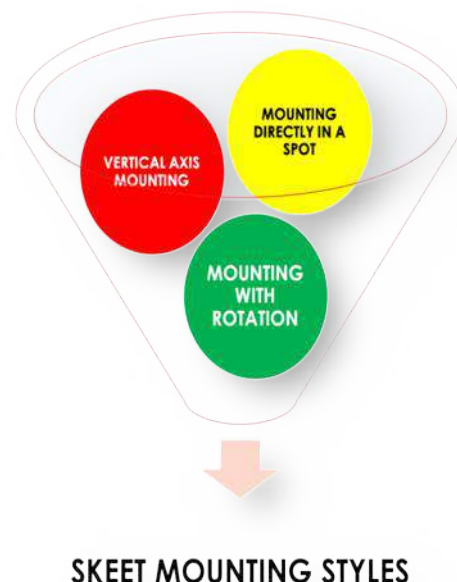 MOUNTING
DIRECTLY IN A
SPOT
VERTICAL AXIS
MOUNTING
MOUNTING
WITH
ROTATION
SKEET MOUNTING STYLES